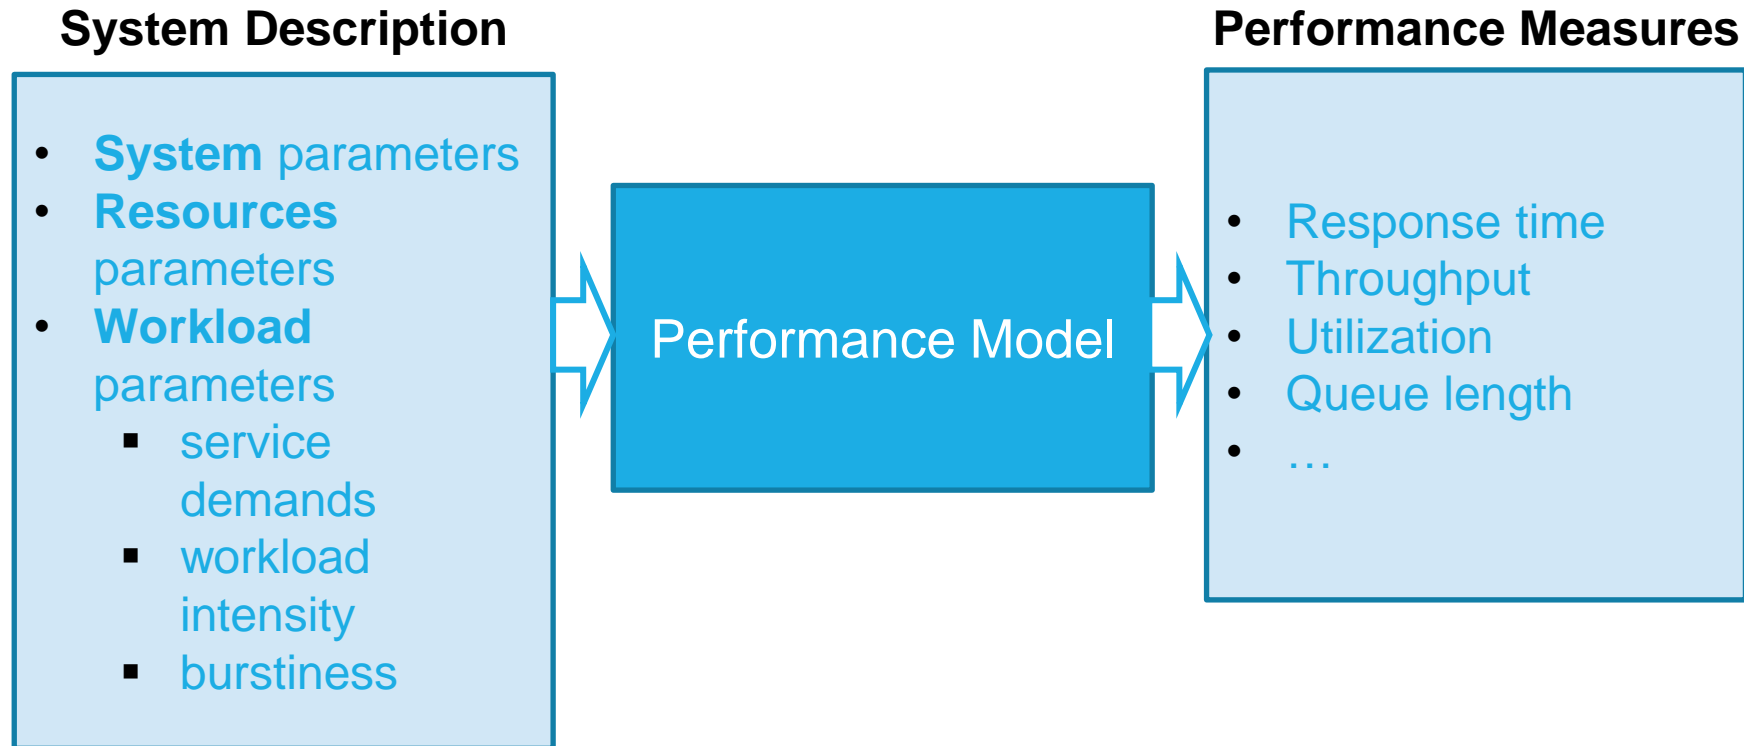 System Description
• System parameters
• Resources
parameters
• Workload
parameters
▪ service
demands
▪ workload
intensity
▪ burstiness
Performance Model
Performance Measures
• Response time
• Throughput
• Utilization
• Queue length
• …